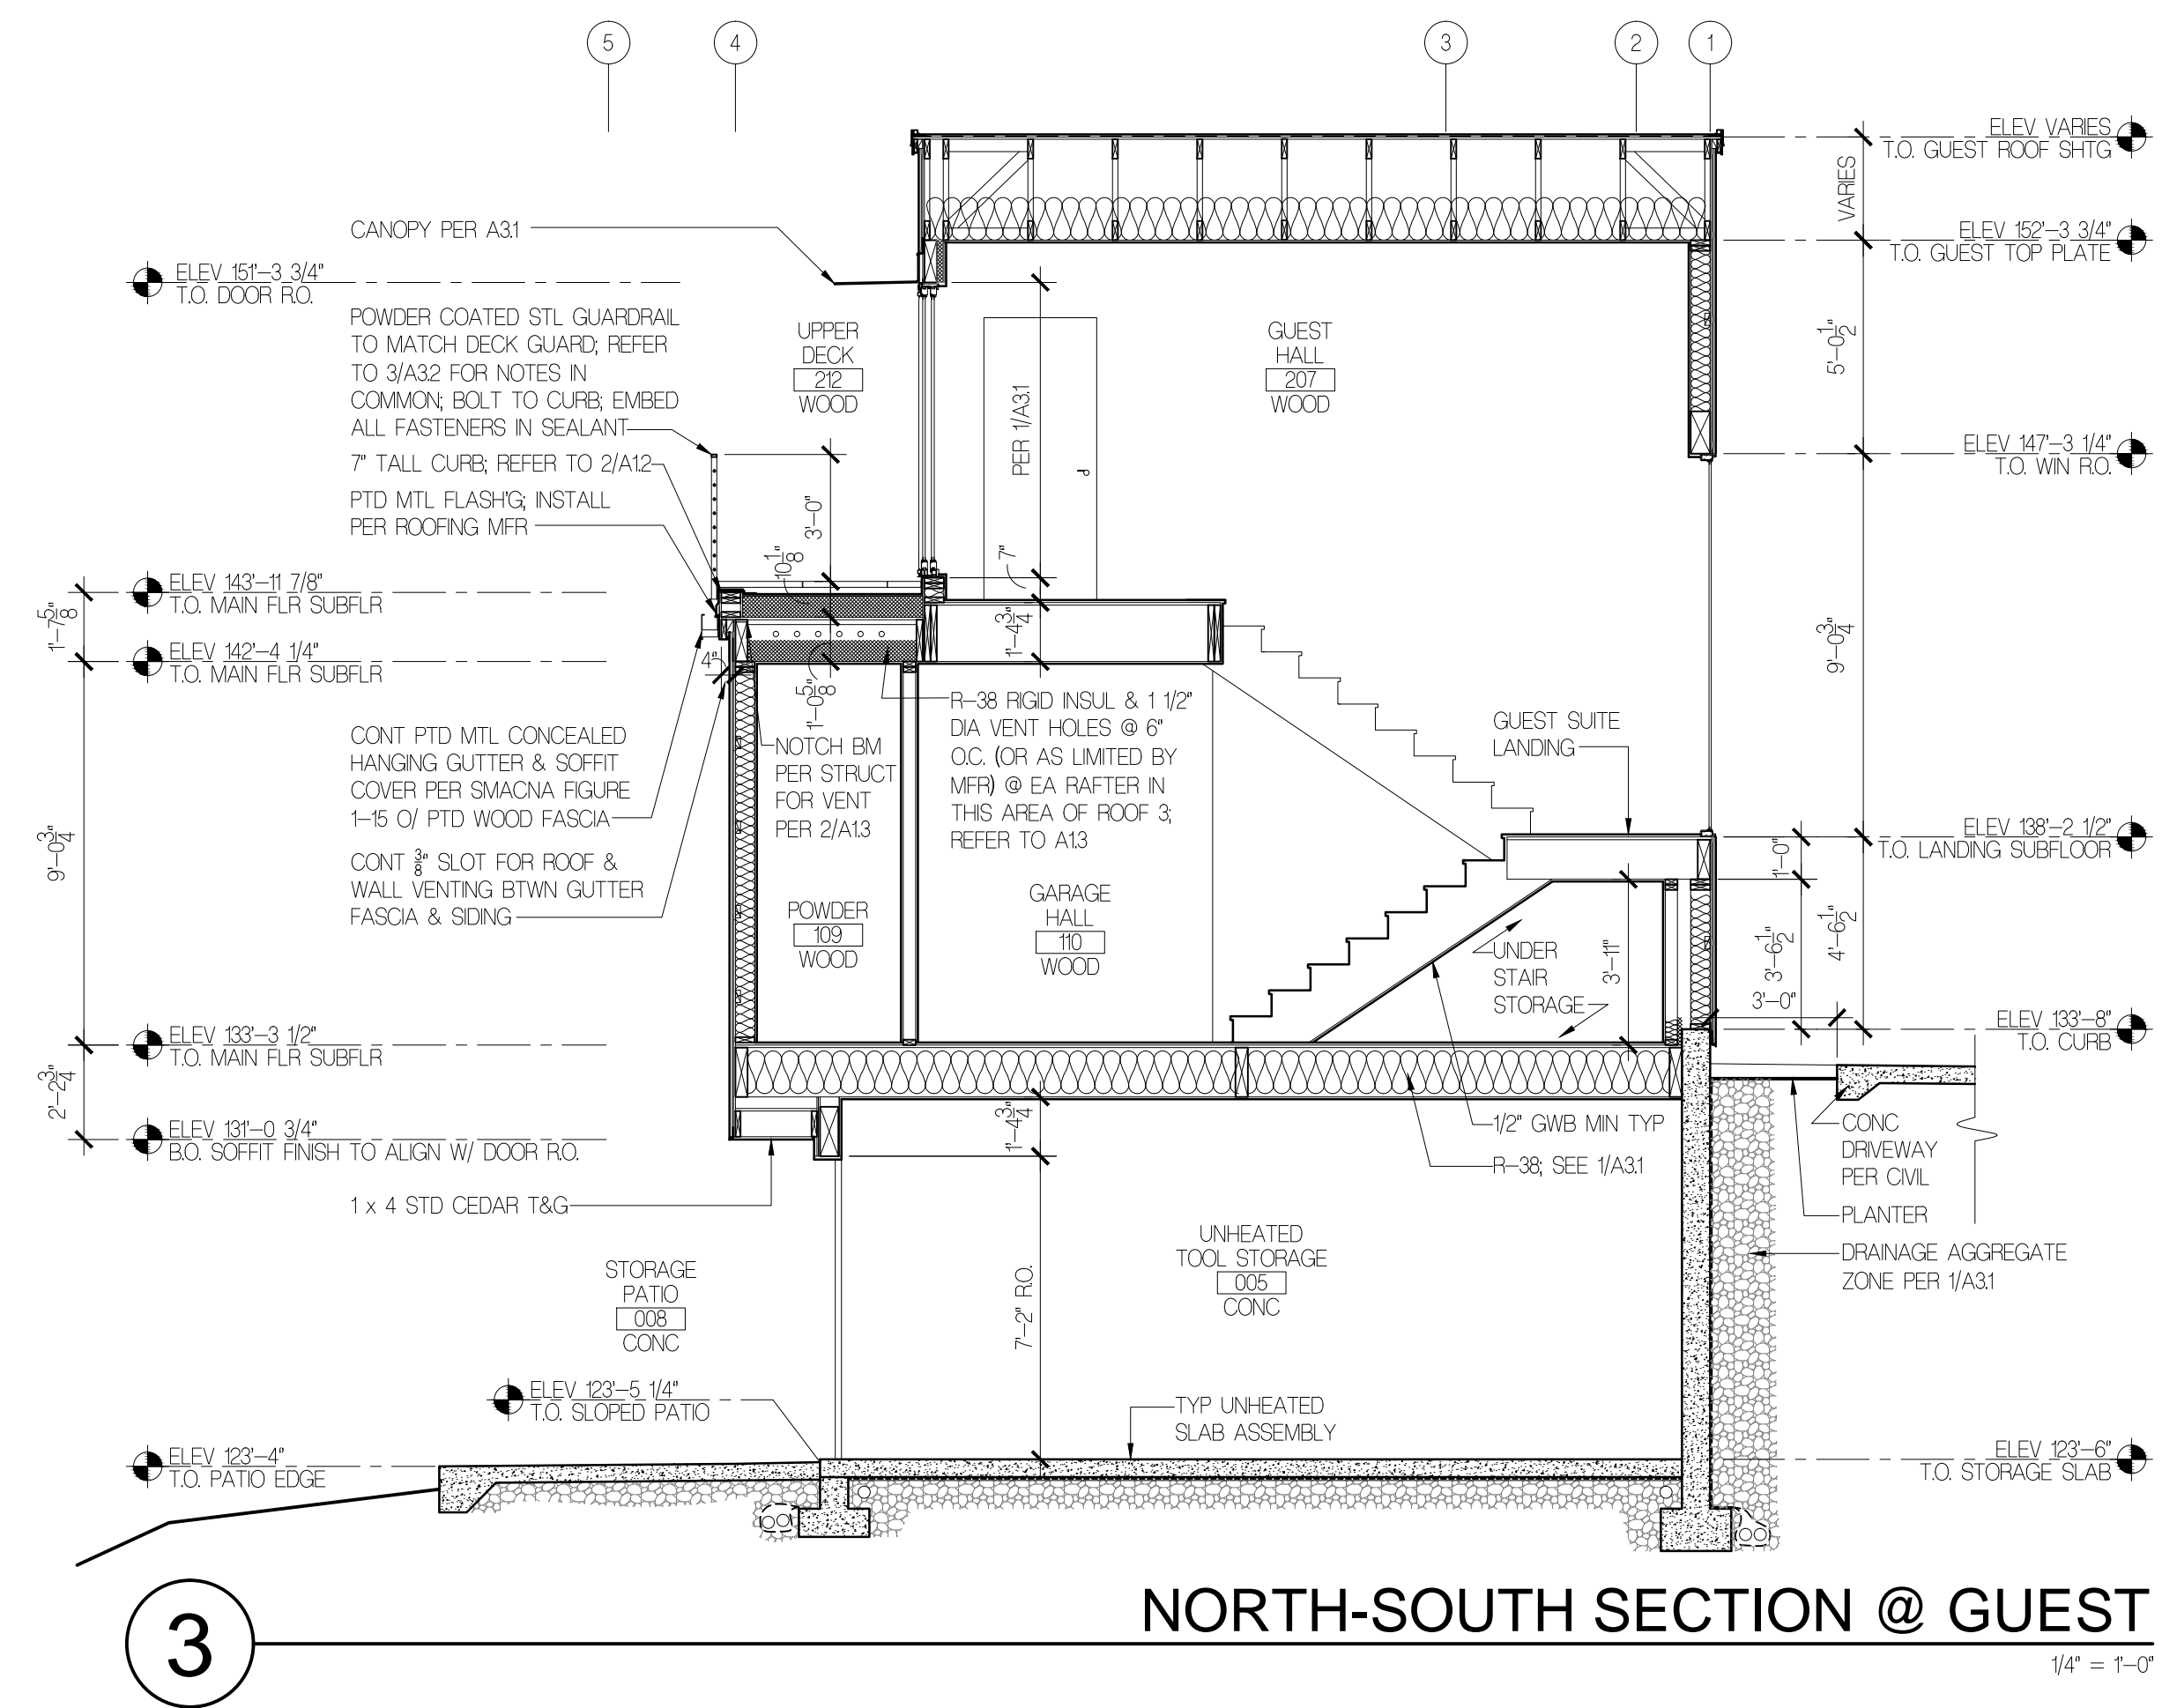 5
4
3
2
1
ELEV VARIES
T.O. GUEST ROOF SHTG
VARIES
CANOPY PER A3.1
ELEV 152'-3 3/4"
T.O. GUEST TOP PLATE
ELEV 151'-3 3/4"
T.O. DOOR R.O.
POWDER COATED STL GUARDRAIL
TO MATCH DECK GUARD; REFER
TO 3/A3.2 FOR NOTES IN
COMMON; BOLT TO CURB; EMBED
ALL FASTENERS IN SEALANT
7" TALL CURB; REFER TO 2/A1.2
PTD MTL FLASH'G; INSTALL
PER ROOFING MFR
UPPER
DECK
212
WOOD
GUEST
HALL
207
WOOD
PER 1/A3.1
5'-0 1/2"
ELEV 147'-3 1/4"
T.O. WIN R.O.
3'-0"
10 1/8"
7"
1'-4 3/4"
ELEV 143'-11 7/8"
T.O. MAIN FLR SUBFLR
1'-7 5/8"
ELEV 142'-4 1/4"
T.O. MAIN FLR SUBFLR
4"
1'-0 5/8"
9'-0 3/4"
CONT PTD MTL CONCEALED
HANGING GUTTER & SOFFIT
COVER PER SMACNA FIGURE
1-15 O/ PTD WOOD FASCIA
CONT 3/8" SLOT FOR ROOF &
WALL VENTING BTWN GUTTER
FASCIA & SIDING
NOTCH BM
PER STRUCT
FOR VENT
PER 2/A1.3
R-38 RIGID INSUL & 1 1/2"
DIA VENT HOLES @ 6"
O.C. (OR AS LIMITED BY
MFR) @ EA RAFTER IN
THIS AREA OF ROOF 3;
REFER TO A1.3
GUEST SUITE
LANDING
ELEV 138'-2 1/2"
T.O. LANDING SUBFLOOR
9'-0 3/4"
POWDER
109
WOOD
GARAGE
HALL
110
WOOD
UNDER
STAIR
STORAGE
3'-11"
1'-0"
3'-6 1/2"
4'-6 1/2"
3'-0"
ELEV 133'-8"
T.O. CURB
ELEV 133'-3 1/2"
T.O. MAIN FLR SUBFLR
2'-2 3/4"
ELEV 131'-0 3/4"
B.O. SOFFIT FINISH TO ALIGN W/ DOOR R.O.
1'-4 3/4"
1/2" GWB MIN TYP
R-38; SEE 1/A3.1
CONC
DRIVEWAY
PER CIVIL
PLANTER
DRAINAGE AGGREGATE
ZONE PER 1/A3.1
1 x 4 STD CEDAR T&G
STORAGE
PATIO
008
CONC
UNHEATED
TOOL STORAGE
005
CONC
7'-2" R.O.
ELEV 123'-5 1/4"
T.O. SLOPED PATIO
TYP UNHEATED
SLAB ASSEMBLY
ELEV 123'-4"
T.O. PATIO EDGE
ELEV 123'-6"
T.O. STORAGE SLAB
3
NORTH-SOUTH SECTION @ GUEST
1/4" = 1'-0"